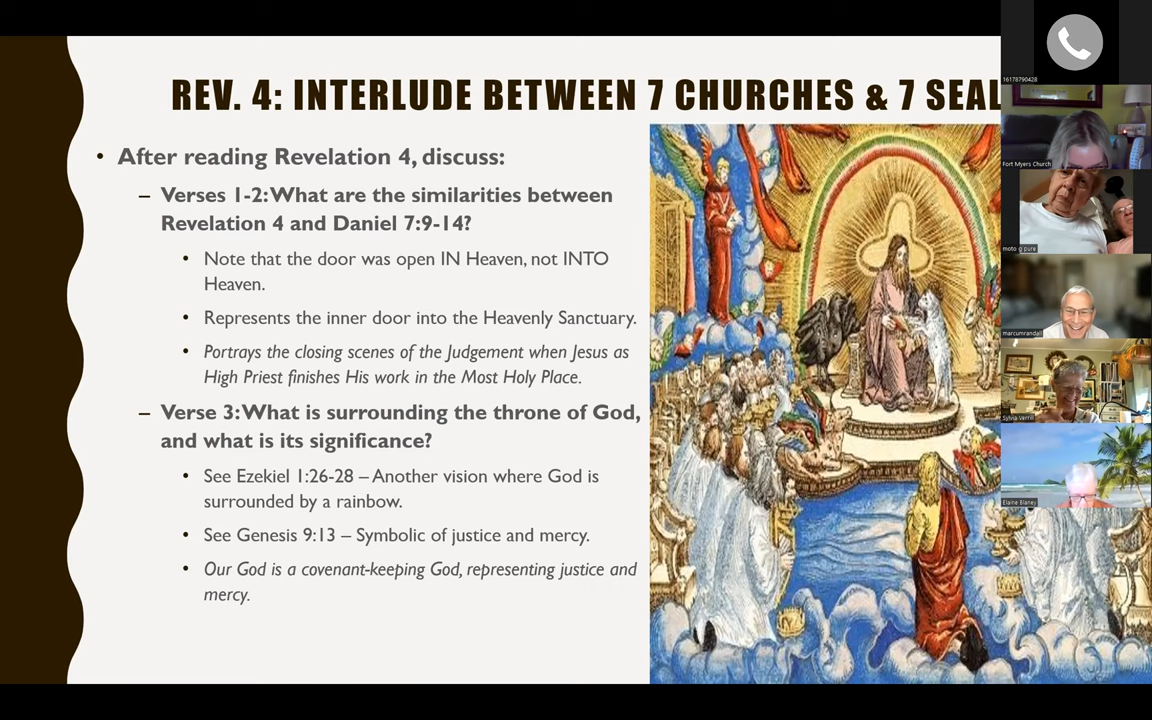 REV. 4: INTERLUDE BETWEEN 7 CHURCHES & 7 SEAL
• After reading Revelation 4, discuss:
– Verses 1-2: What are the similarities between
Revelation 4 and Daniel 7:9-14?
• Note that the door was open IN Heaven, not INTO
Heaven.
• Represents the inner door into the Heavenly Sanctuary.
• Portrays the closing scenes of the Judgement when Jesus as
High Priest finishes His work in the Most Holy Place.
– Verse 3: What is surrounding the throne of God,
and what is its significance?
• See Ezekiel 1:26-28 – Another vision where God is
surrounded by a rainbow.
• See Genesis 9:13 – Symbolic of justice and mercy.
• Our God is a covenant-keeping God, representing justice and
mercy.
16178790428
Fort Myers Church
moto g pure
marcumrandall
Sylvia Verrill
Elaine Blaney